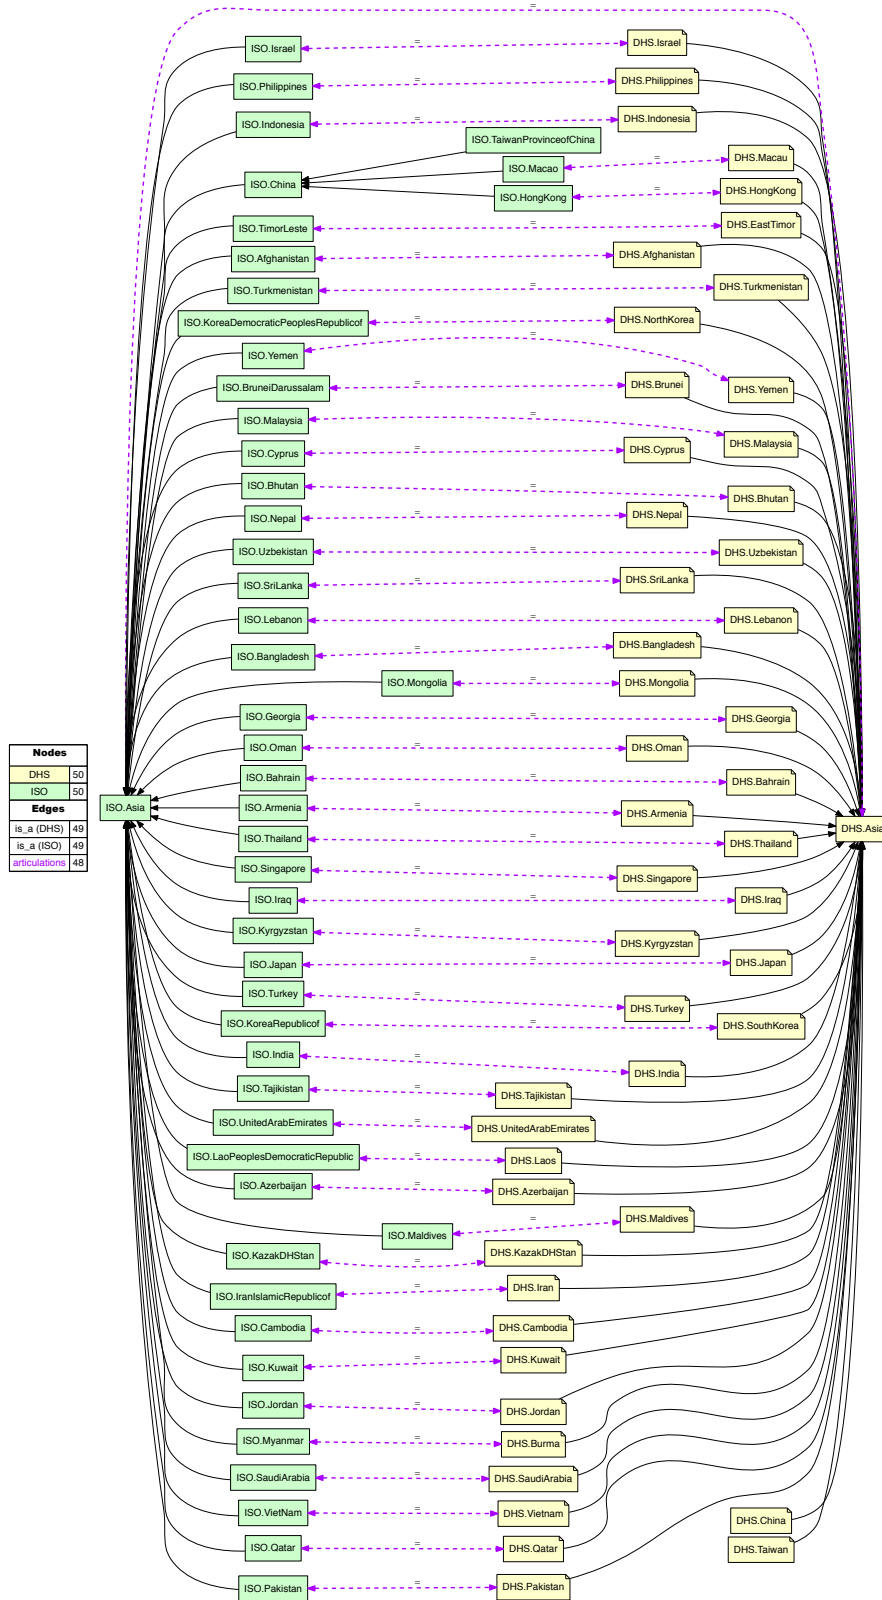 =
ISO.Israel = DHS.Israel
ISO.Philippines = DHS.Philippines
ISO.Indonesia = DHS.Indonesia
ISO.TaiwanProvinceofChina
ISO.Macao = DHS.Macau
ISO.China
ISO.HongKong = DHS.HongKong
ISO.TimorLeste = DHS.EastTimor
ISO.Afghanistan = DHS.Afghanistan
ISO.Turkmenistan = DHS.Turkmenistan
ISO.KoreaDemocraticPeoplesRepublicof = DHS.NorthKorea
ISO.Yemen = DHS.Yemen
ISO.BruneiDarussalam = DHS.Brunei
ISO.Malaysia = DHS.Malaysia
ISO.Cyprus = DHS.Cyprus
ISO.Bhutan = DHS.Bhutan
ISO.Nepal = DHS.Nepal
ISO.Uzbekistan = DHS.Uzbekistan
ISO.SriLanka = DHS.SriLanka
ISO.Lebanon = DHS.Lebanon
ISO.Bangladesh = DHS.Bangladesh
ISO.Mongolia = DHS.Mongolia
ISO.Georgia = DHS.Georgia
ISO.Oman = DHS.Oman
ISO.Bahrain = DHS.Bahrain
Nodes
DHS 50
ISO 50
Edges
is_a (DHS) 49
is_a (ISO) 49
articulations 48
ISO.Asia
ISO.Armenia = DHS.Armenia
DHS.Asia
ISO.Thailand = DHS.Thailand
ISO.Singapore = DHS.Singapore
ISO.Iraq = DHS.Iraq
ISO.Kyrgyzstan = DHS.Kyrgyzstan
ISO.Japan = DHS.Japan
ISO.Turkey = DHS.Turkey
ISO.KoreaRepublicof = DHS.SouthKorea
ISO.India = DHS.India
ISO.Tajikistan = DHS.Tajikistan
ISO.UnitedArabEmirates = DHS.UnitedArabEmirates
ISO.LaoPeoplesDemocraticRepublic = DHS.Laos
ISO.Azerbaijan = DHS.Azerbaijan
ISO.Maldives = DHS.Maldives
ISO.KazakDHStan = DHS.KazakDHStan
ISO.IranIslamicRepublicof = DHS.Iran
ISO.Cambodia = DHS.Cambodia
ISO.Kuwait = DHS.Kuwait
ISO.Jordan = DHS.Jordan
ISO.Myanmar = DHS.Burma
ISO.SaudiArabia = DHS.SaudiArabia
ISO.VietNam = DHS.Vietnam
DHS.China
ISO.Qatar = DHS.Qatar
DHS.Taiwan
ISO.Pakistan = DHS.Pakistan